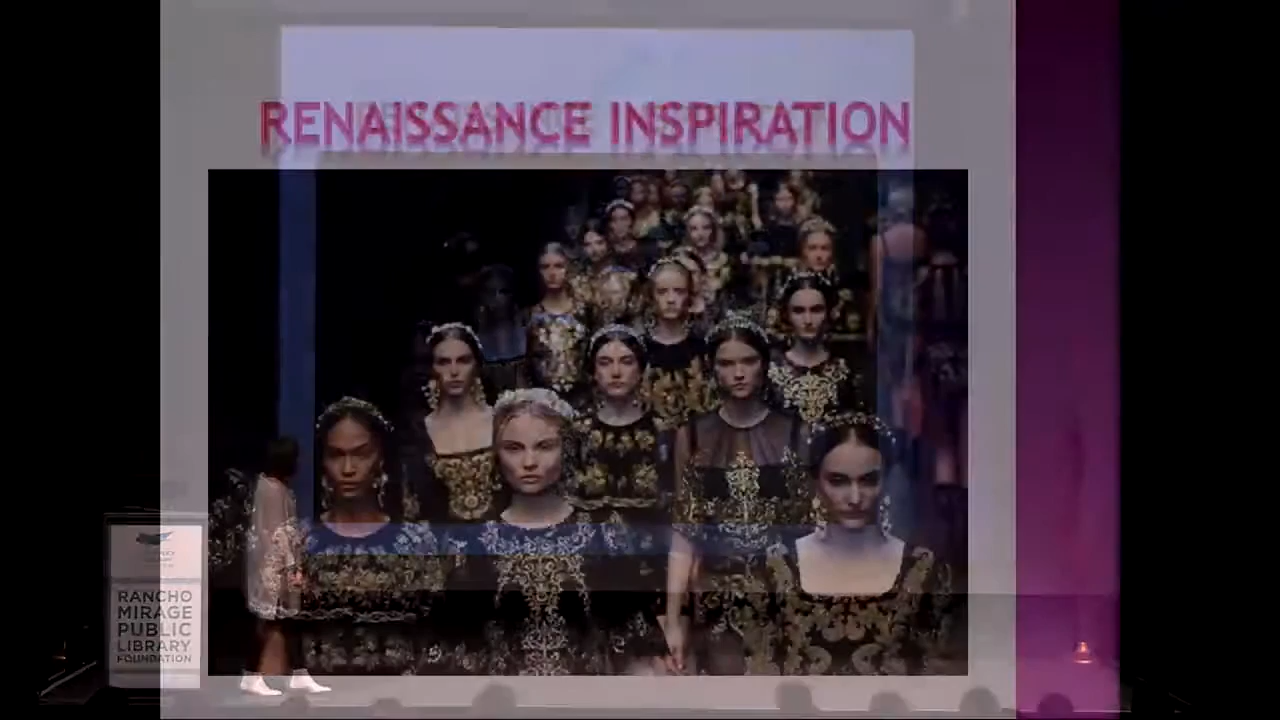 RENAISSANCE INSPIRATION
RANCHO
MIRAGE
PUBLIC
LIBRARY
FOUNDATION